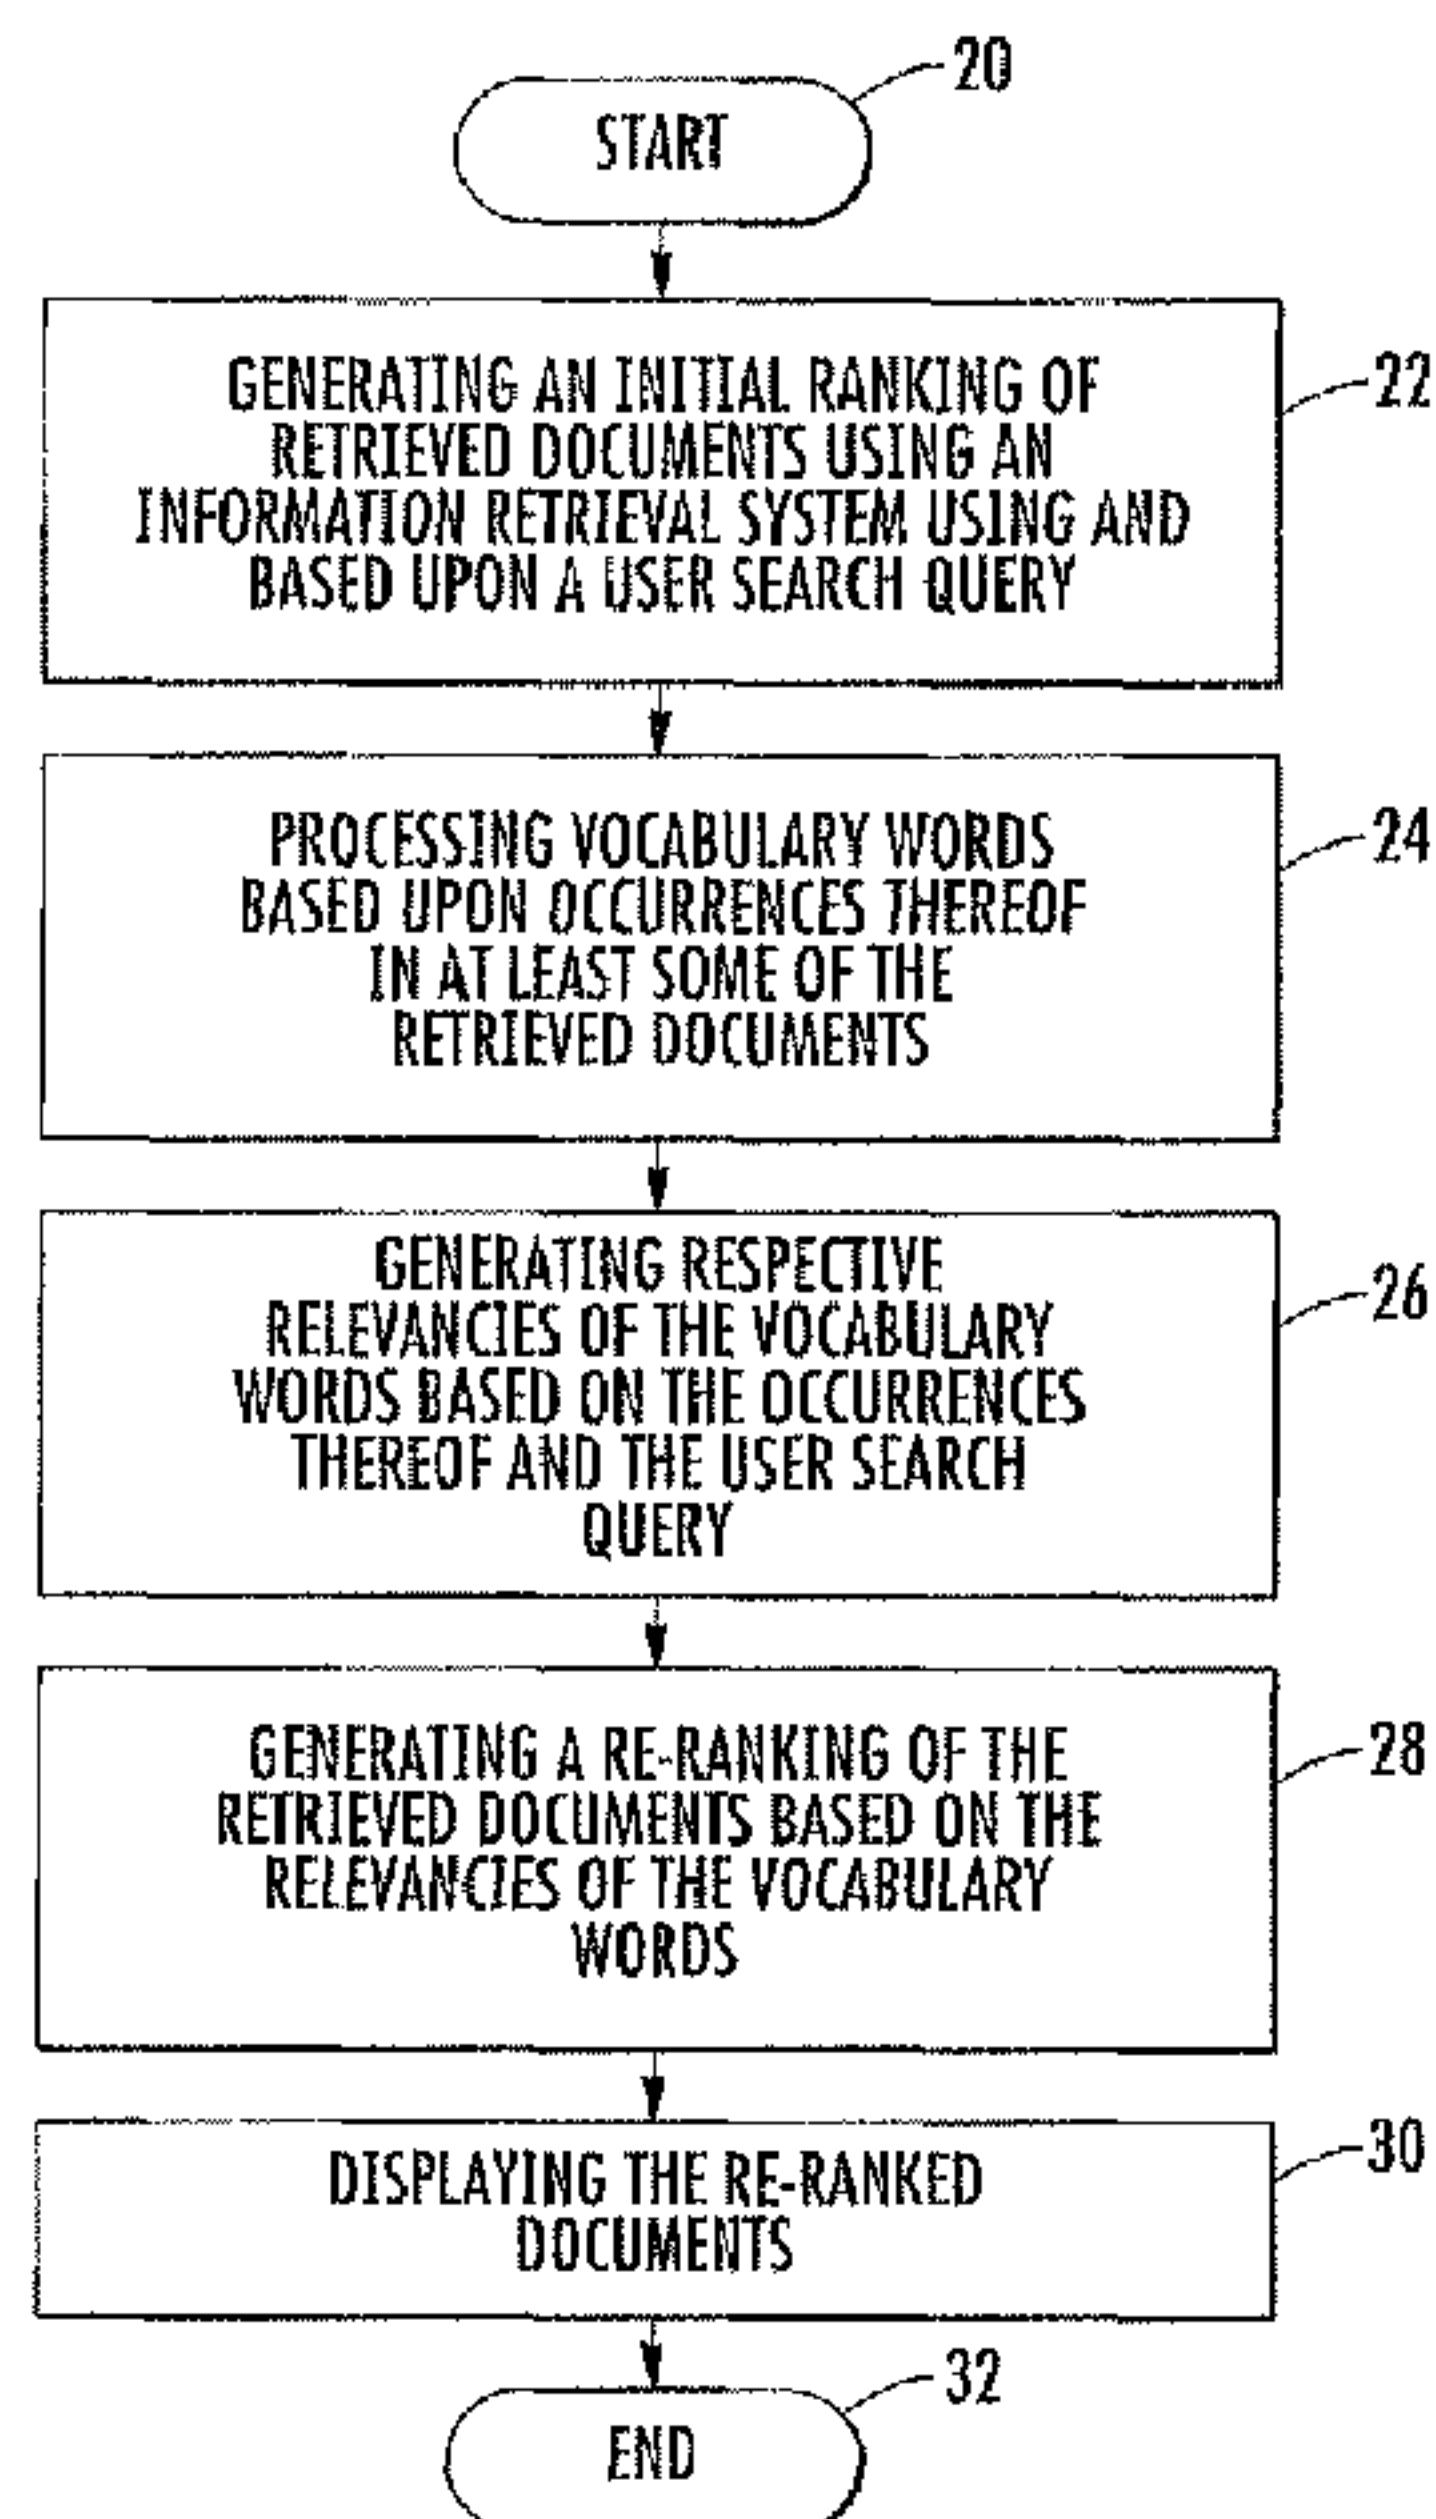 20
START
GENERATING AN INITIAL RANKING OF
RETRIEVED DOCUMENTS USING AN
INFORMATION RETRIEVAL SYSTEM USING AND
BASED UPON A USER SEARCH QUERY
22
PROCESSING VOCABULARY WORDS
BASED UPON OCCURRENCES THEREOF
IN AT LEAST SOME OF THE
RETRIEVED DOCUMENTS
24
GENERATING RESPECTIVE
RELEVANCIES OF THE VOCABULARY
WORDS BASED ON THE OCCURRENCES
THEREOF AND THE USER SEARCH
QUERY
26
GENERATING A RE-RANKING OF THE
RETRIEVED DOCUMENTS BASED ON THE
RELEVANCIES OF THE VOCABULARY
WORDS
28
DISPLAYING THE RE-RANKED
DOCUMENTS
30
32
END